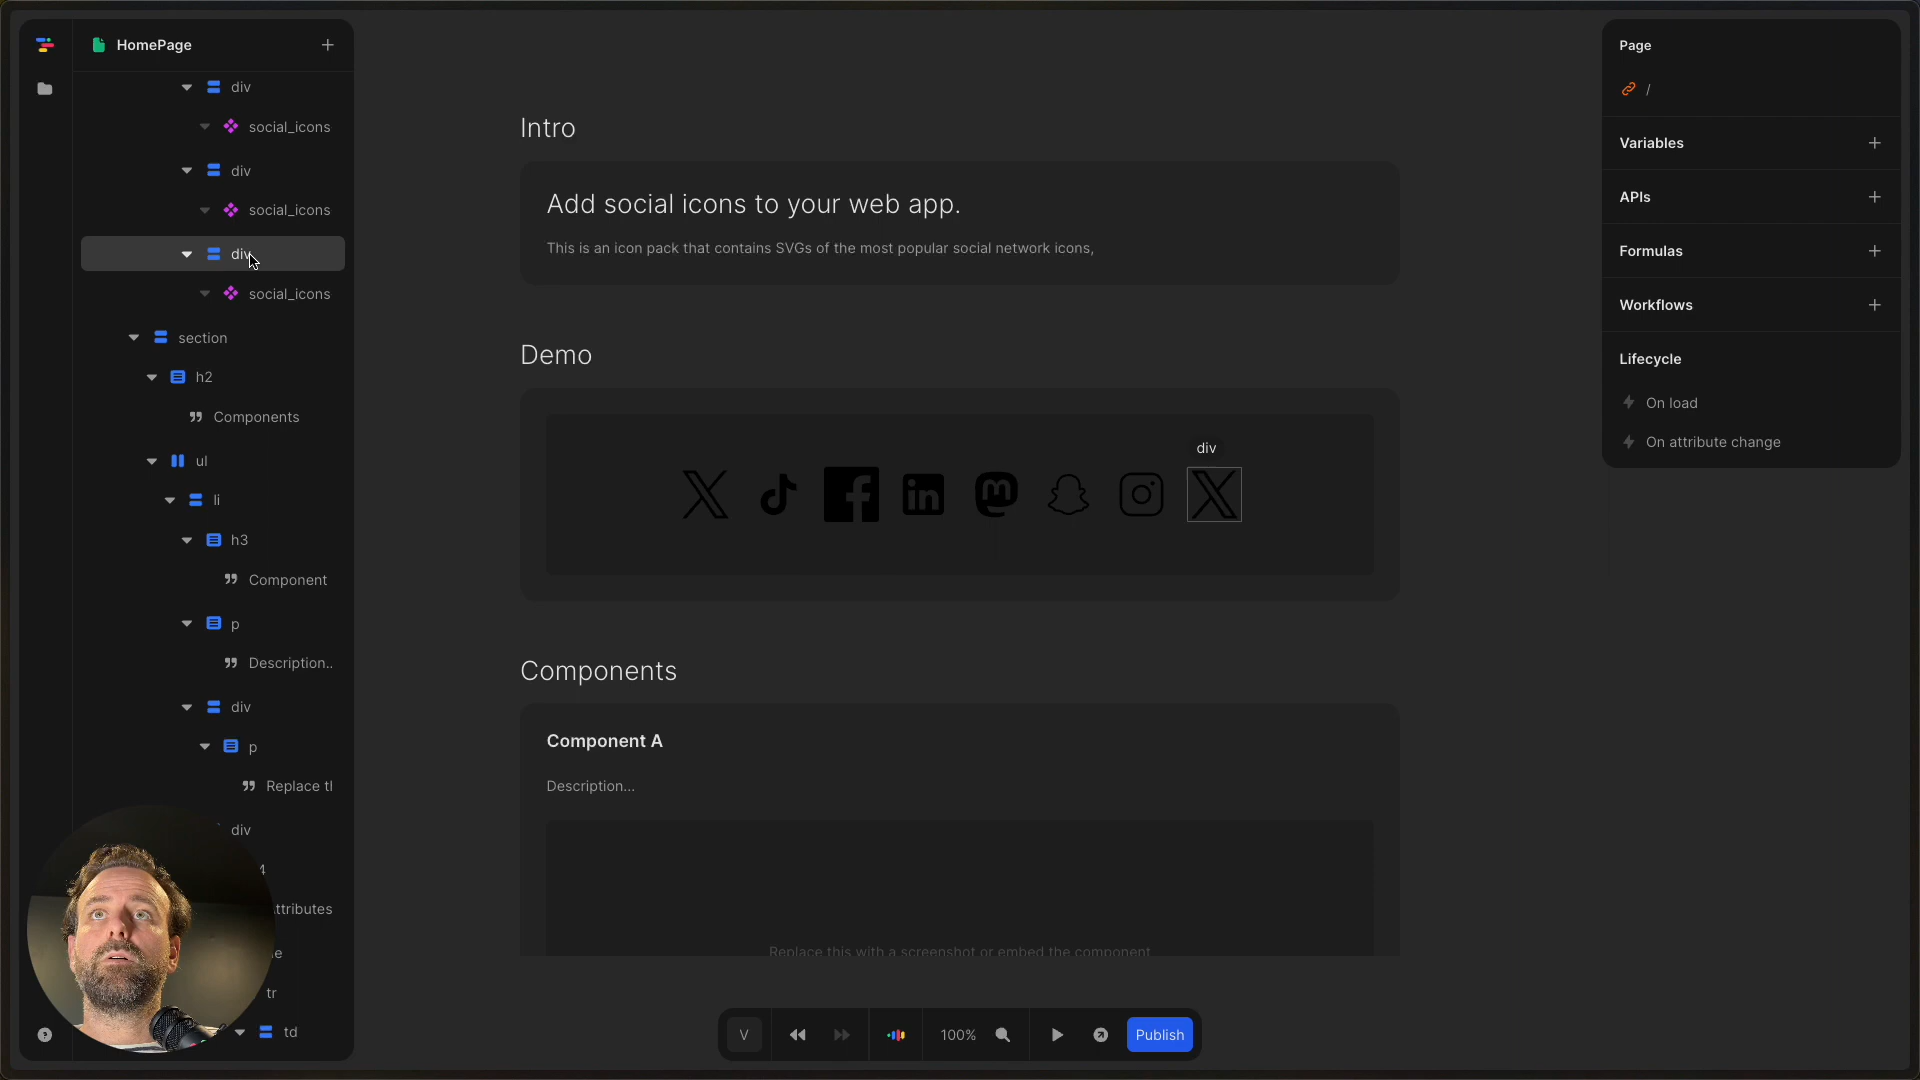 HomePage
div
social_icons
div
social_icons
div
social_icons
section
h2
Components
ul
li
h3
Component
p
Description..
div
p
Replace tl
div
4
ttributes
e
tr
td
Intro
Add social icons to your web app.
This is an icon pack that contains SVGs of the most popular social network icons,
Demo
div
Components
Component A
Description...
Replace this with a screenshot or embed the component
V
100%
Publish
Page
/
Variables
APIs
Formulas
Workflows
Lifecycle
On load
On attribute change